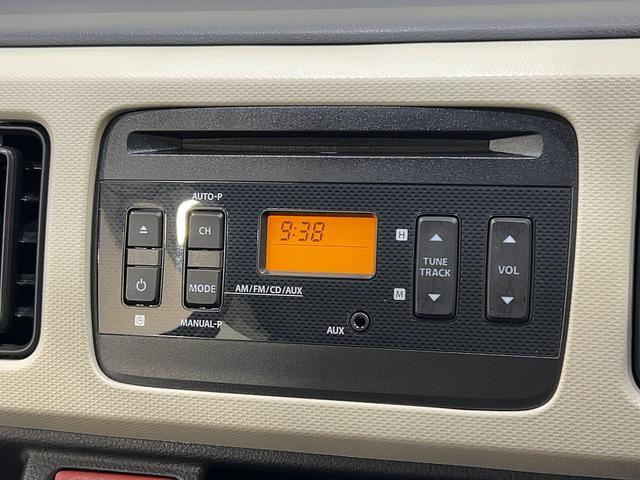 AUTO-P
CH
9:38
H
TUNE
TRACK
VOL
MODE
AM/FM/CD/AUX
M
C
MANUAL-P
AUX